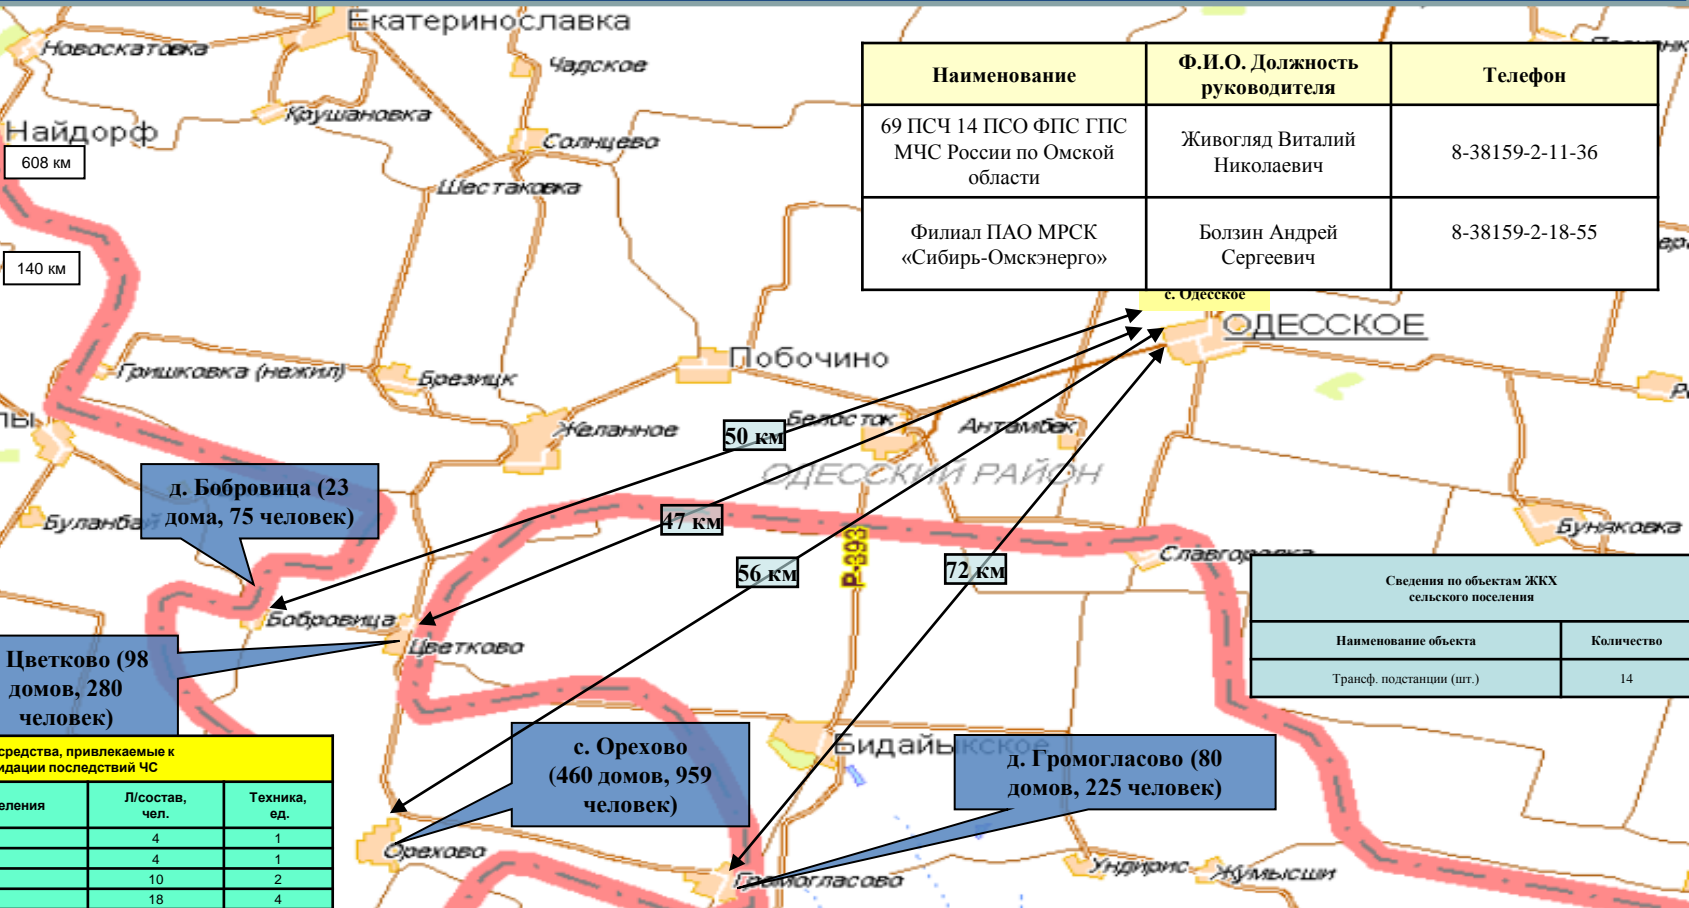 Екатеринославка
Новоскатовка
Чадское
Крушановка
Найдорф
Солнцево
608 км
Шестаковка
140 км
Наименование
Ф.И.О. Должность
руководителя
Телефон
69 ПСЧ 14 ПСО ФПС ГПС
МЧС России по Омской
области
Живогляд Виталий
Николаевич
8-38159-2-11-36
Филиал ПАО МРСК
«Сибирь-Омскэнерго»
Болзин Андрей
Сергеевич
8-38159-2-18-55
с. Одесское
ОДЕССКОЕ
Побочино
Гришковка (нежил)
Брезицк
Желанное
Белосток
Антамбек
50 км
ОДЕССКИЙ РАЙОН
д. Бобровица (23
дома, 75 человек)
47 км
Буняковка
Славгородка
56 км
Р-393
72 км
Бобровица
Цветково
Цветково (98
домов, 280
человек)
Сведения по объектам ЖКХ
сельского поселения
Наименование объекта
Количество
Трансф. подстанции (шт.)
14
с. Орехово
(460 домов, 959
человек)
д. Громогласово (80
домов, 225 человек)
Бидайыкское
средства, привлекаемые к
идации последствий ЧС
еления
Л/состав,
чел.
Техника,
ед.
4
1
4
1
10
2
18
4
Орехово
Громогласово
Ундирис
Жумысши